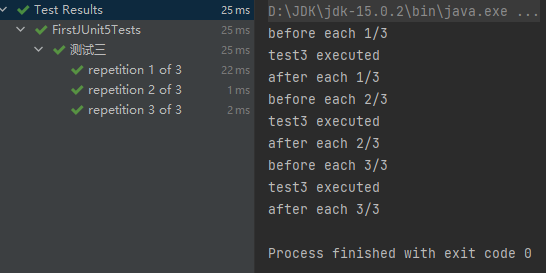 Test Results 25 ms
FirstJUnit5Tests 25 ms
测试三 25 ms
repetition 1 of 3 22 ms
repetition 2 of 3 1 ms
repetition 3 of 3 2 ms
D:\JDK\jdk-15.0.2\bin\java.exe ...
before each 1/3
test3 executed
after each 1/3
before each 2/3
test3 executed
after each 2/3
before each 3/3
test3 executed
after each 3/3
Process finished with exit code 0